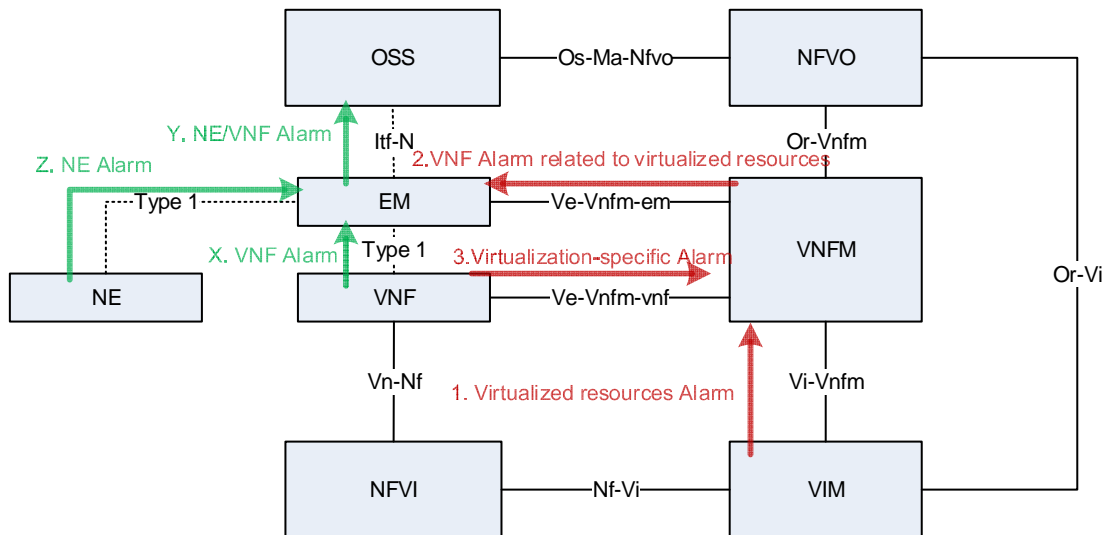 OSS
Os-Ma-Nfvo
NFVO
Y. NE/VNF Alarm
Itf-N
Or-Vnfm
Z. NE Alarm
2.VNF Alarm related to virtualized resources
Type 1
EM
Ve-Vnfm-em
VNFM
X. VNF Alarm
Type 1
3.Virtualization-specific Alarm
Or-Vi
NE
VNF
Ve-Vnfm-vnf
Vn-Nf
1. Virtualized resources Alarm
Vi-Vnfm
NFVI
Nf-Vi
VIM